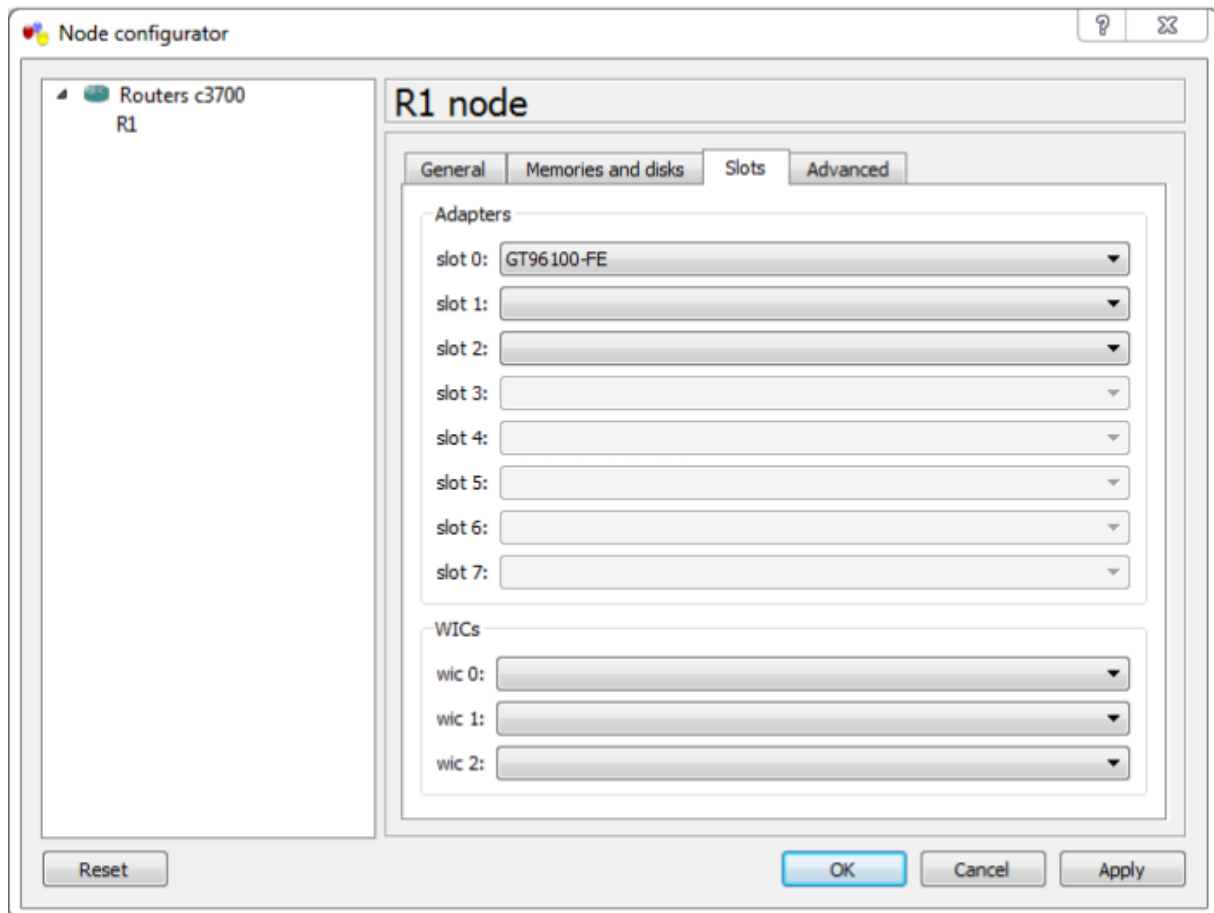 Node configurator
Routers c3700
R1
R1 node
General Memories and disks Slots Advanced
Adapters
slot 0: GT96100-FE
slot 1:
slot 2:
slot 3:
slot 4:
slot 5:
slot 6:
slot 7:
WICs
wic 0:
wic 1:
wic 2:
Reset OK Cancel Apply